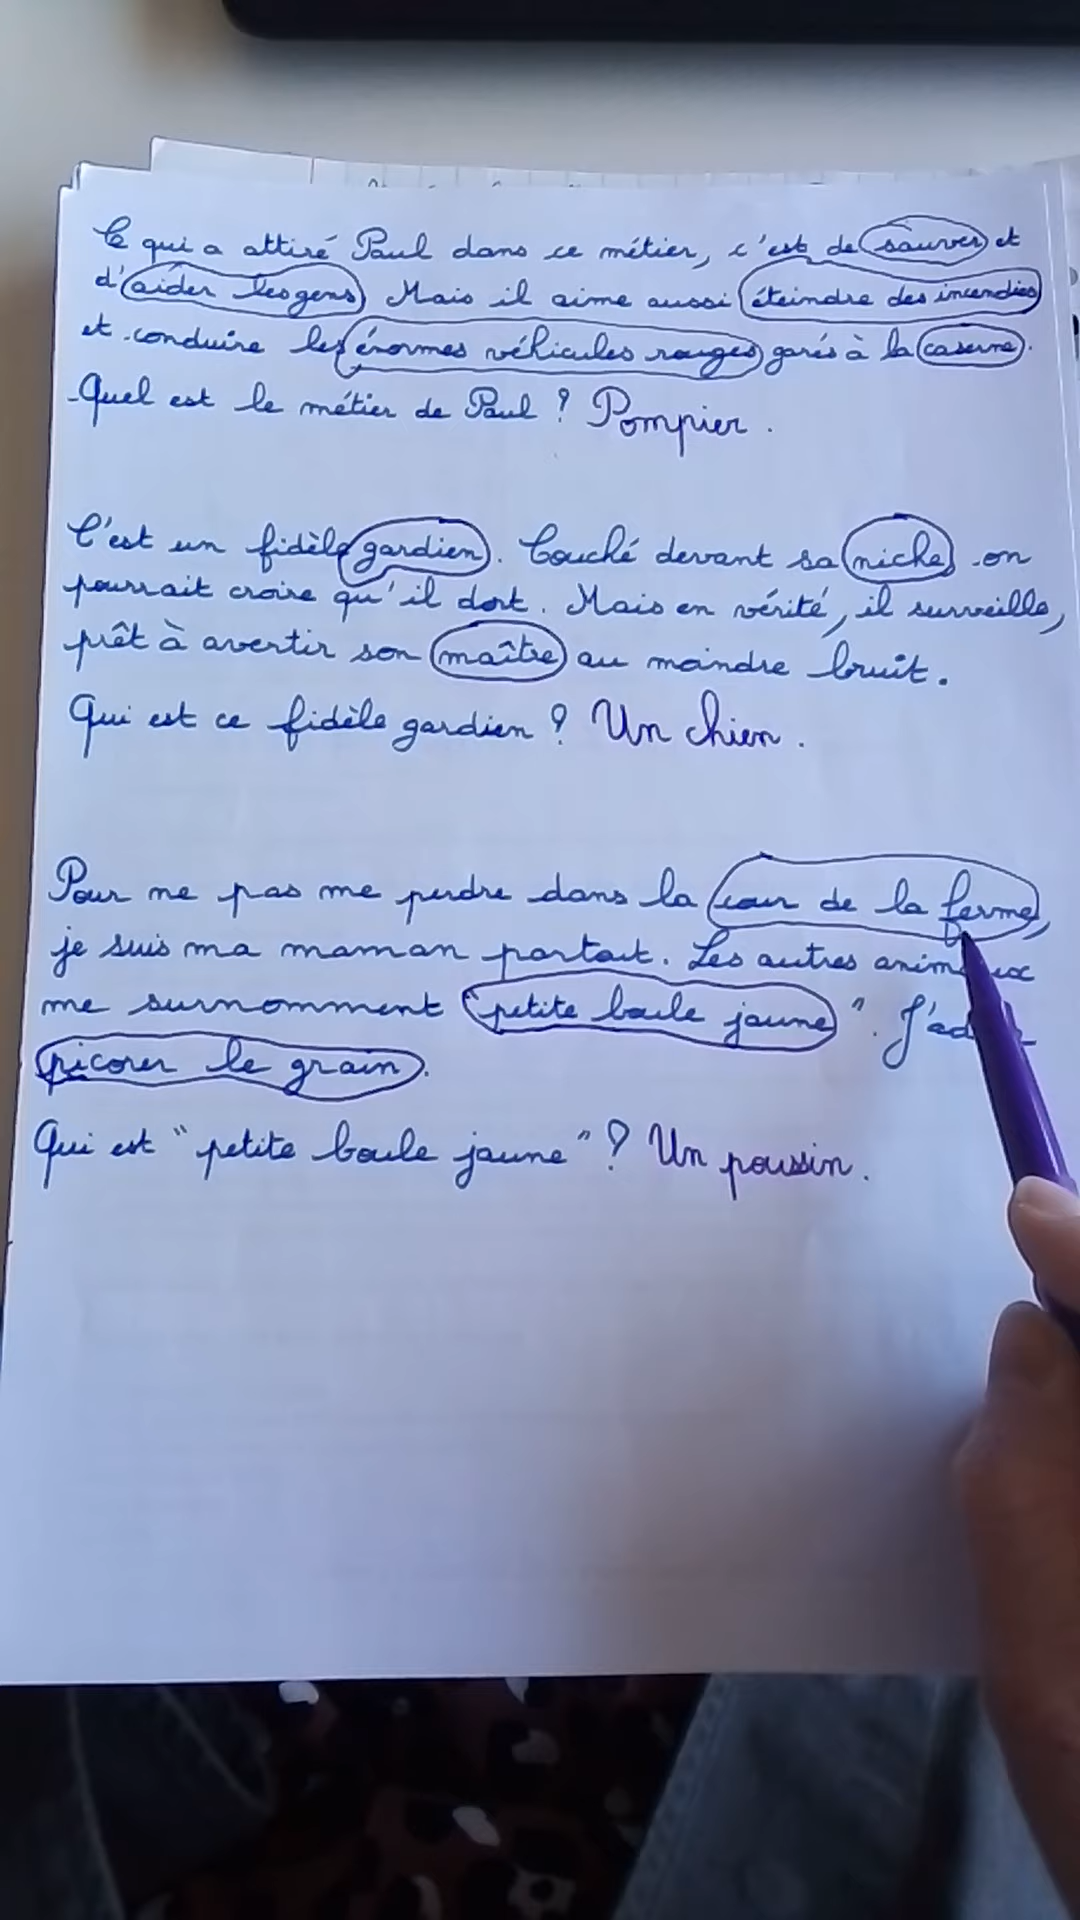 Ce qui a attiré Paul dans ce métier, c'est de sauver et
d'aider les gens. Mais il aime aussi éteindre des incendies
et conduire les énormes véhicules rouges garés à la caserne.
Quel est le métier de Paul ? Pompier.
C'est un fidèle gardien. Couché devant sa niche, on
pourrait croire qu'il dort. Mais en vérité, il surveille,
prêt à avertir son maître au moindre bruit.
Qui est ce fidèle gardien ? Un chien.
Pour ne pas me perdre dans la cour de la ferme,
je suis ma maman partout. Les autres animaux
me surnomment "petite boule jaune". J'
picorer le grain.
Qui est "petite boule jaune" ? Un poussin.